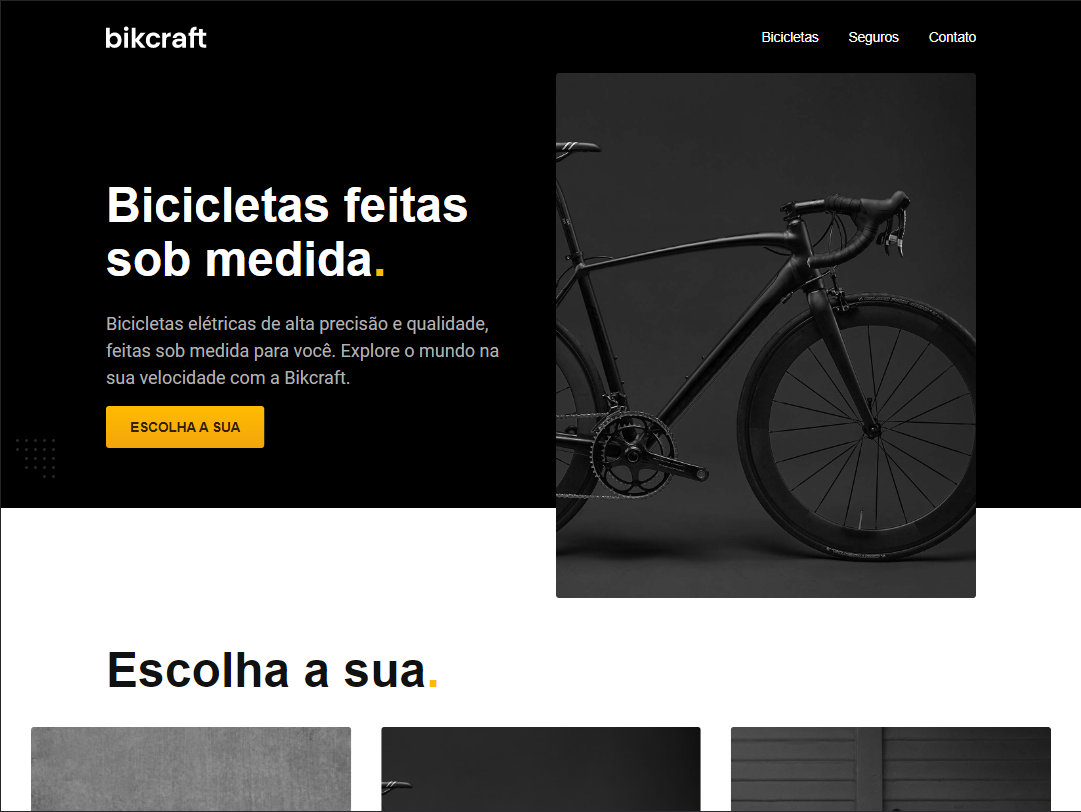 bikcraft
Bicicletas
Seguros
Contato
Bicicletas feitas
sob medida.
Bicicletas elétricas de alta precisão e qualidade,
feitas sob medida para você. Explore o mundo na
sua velocidade com a Bikcraft.
ESCOLHA A SUA
Escolha a sua.